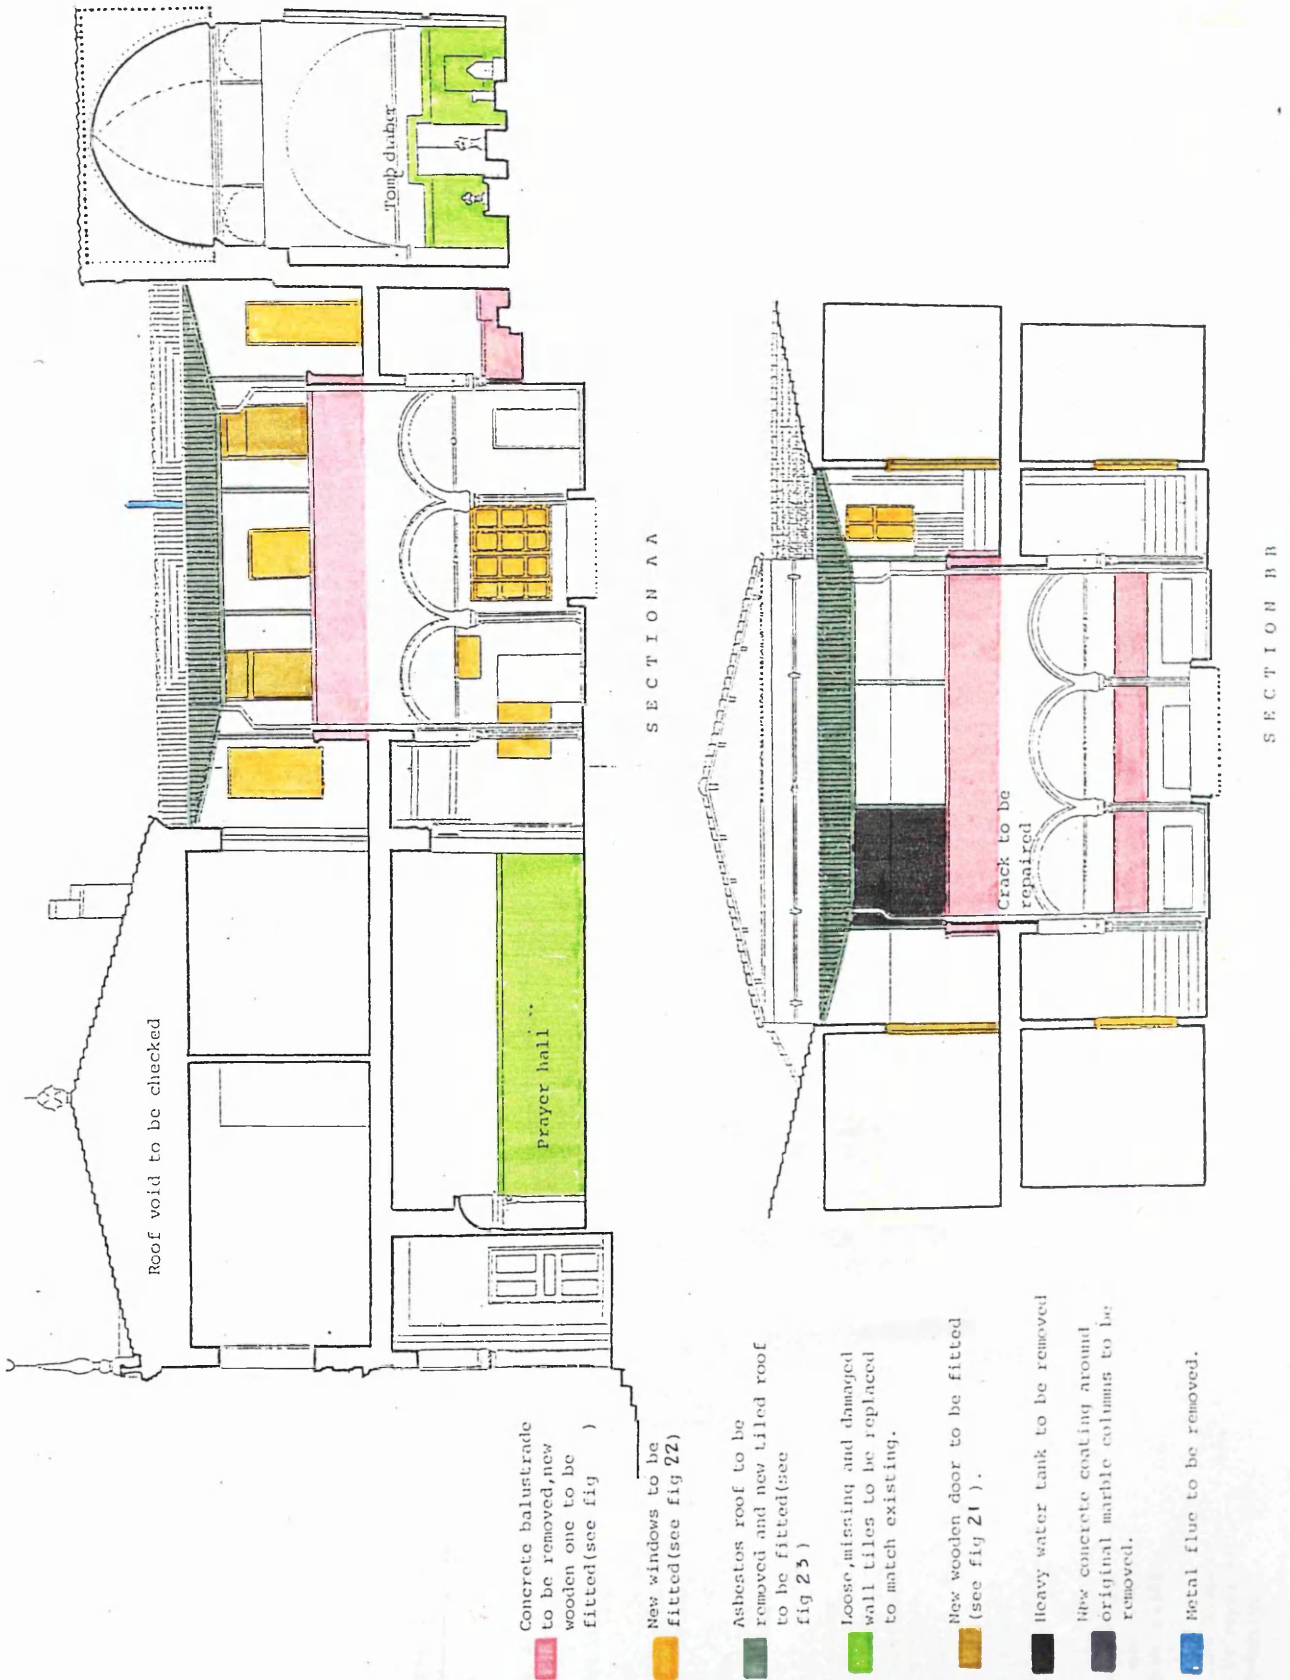 Roof void to be checked
Prayer hall
Tomb chaber
SECTION AA
Crack to be
repaired
SECTION BB
Concrete balustrade
to be removed,new
wooden one to be
fitted(see fig    )
New windows to be
fitted(see fig 22)
Asbestos roof to be
removed and new tiled roof
to be fitted(see
fig 23)
Loose,missing and damaged
wall tiles to be replaced
to match existing.
New wooden door to be fitted
(see fig 21 ).
Heavy water tank to be removed
New concrete coating around
original marble columns to be
removed.
Metal flue to be removed.